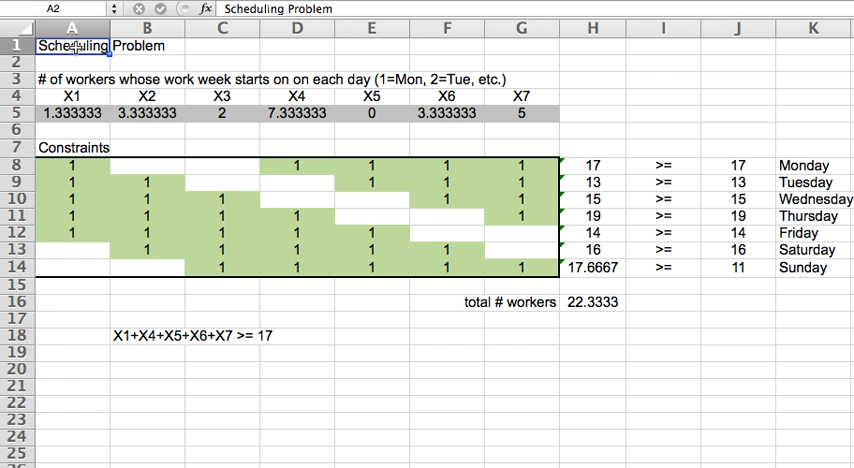 A2 fx Scheduling Problem
A B C D E F G H I J K
1 Scheduling Problem
2
3 # of workers whose work week starts on on each day (1=Mon, 2=Tue, etc.)
4 X1 X2 X3 X4 X5 X6 X7
5 1.333333 3.333333 2 7.333333 0 3.333333 5
6
7 Constraints
8 1 1 1 1 1 17 >= 17 Monday
9 1 1 1 1 1 13 >= 13 Tuesday
10 1 1 1 1 1 15 >= 15 Wednesday
11 1 1 1 1 1 19 >= 19 Thursday
12 1 1 1 1 1 14 >= 14 Friday
13 1 1 1 1 1 16 >= 16 Saturday
14 1 1 1 1 1 17.6667 >= 11 Sunday
15
16 total # workers 22.3333
17
18 X1+X4+X5+X6+X7 >= 17
19
20
21
22
23
24
25